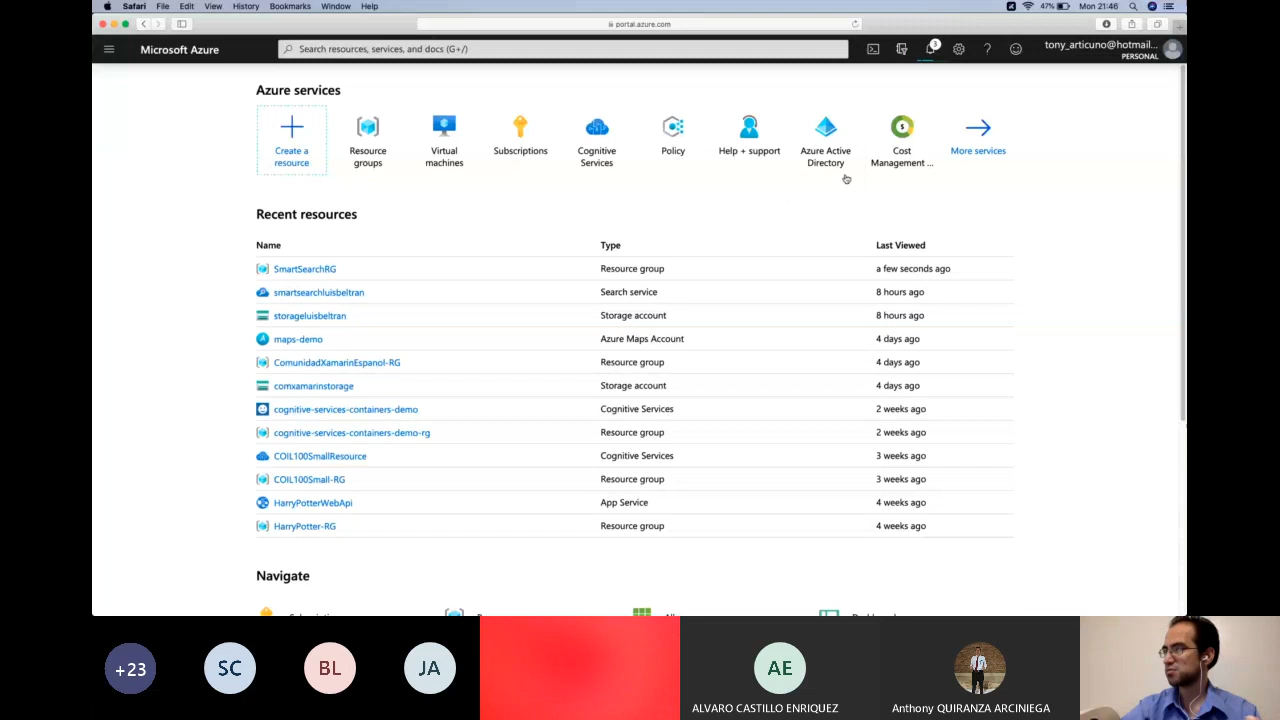 Safari File Edit View History Bookmarks Window Help
47% Mon 21:46
portal.azure.com
Microsoft Azure
Search resources, services, and docs (G+/)
3
tony_articuno@hotmail...
PERSONAL
Azure services
Create a resource
Resource groups
Virtual machines
Subscriptions
Cognitive Services
Policy
Help + support
Azure Active Directory
Cost Management ...
More services
Recent resources
Name Type Last Viewed
SmartSearchRG Resource group a few seconds ago
smartsearchluisbeltran Search service 8 hours ago
storageluisbeltran Storage account 8 hours ago
maps-demo Azure Maps Account 4 days ago
ComunidadXamarinEspanol-RG Resource group 4 days ago
comxamarinstorage Storage account 4 days ago
cognitive-services-containers-demo Cognitive Services 2 weeks ago
cognitive-services-containers-demo-rg Resource group 2 weeks ago
COIL100SmallResource Cognitive Services 3 weeks ago
COIL100Small-RG Resource group 3 weeks ago
HarryPotterWebApi App Service 4 weeks ago
HarryPotter-RG Resource group 4 weeks ago
Navigate
+23
SC
BL
JA
AE
ALVARO CASTILLO ENRIQUEZ
Anthony QUIRANZA ARCINIEGA